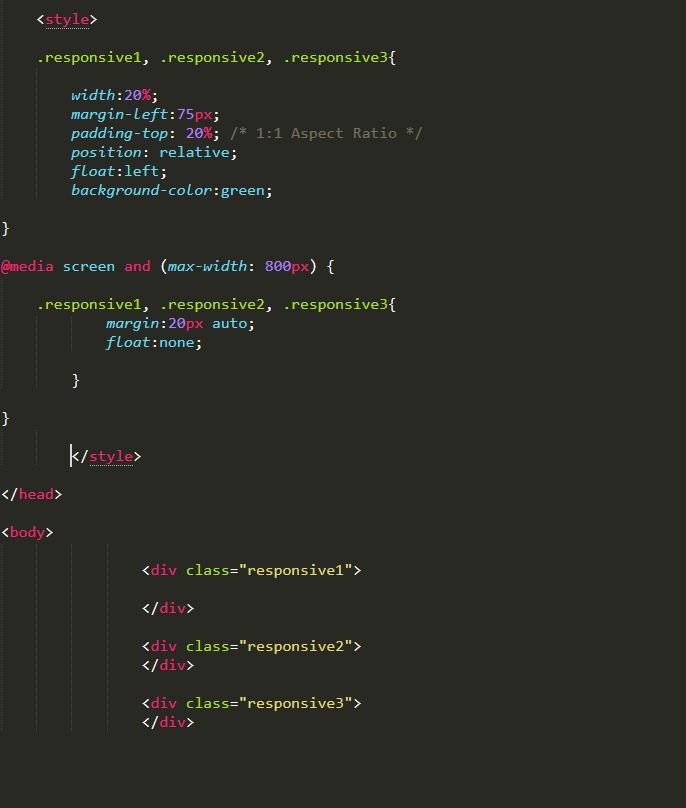 <style>
.responsive1, .responsive2, .responsive3{
width:20%;
margin-left:75px;
padding-top: 20%; /* 1:1 Aspect Ratio */
position: relative;
float:left;
background-color:green;
}
@media screen and (max-width: 800px) {
.responsive1, .responsive2, .responsive3{
margin:20px auto;
float:none;
}
}
</style>
</head>
<body>
<div class="responsive1">
</div>
<div class="responsive2">
</div>
<div class="responsive3">
</div>